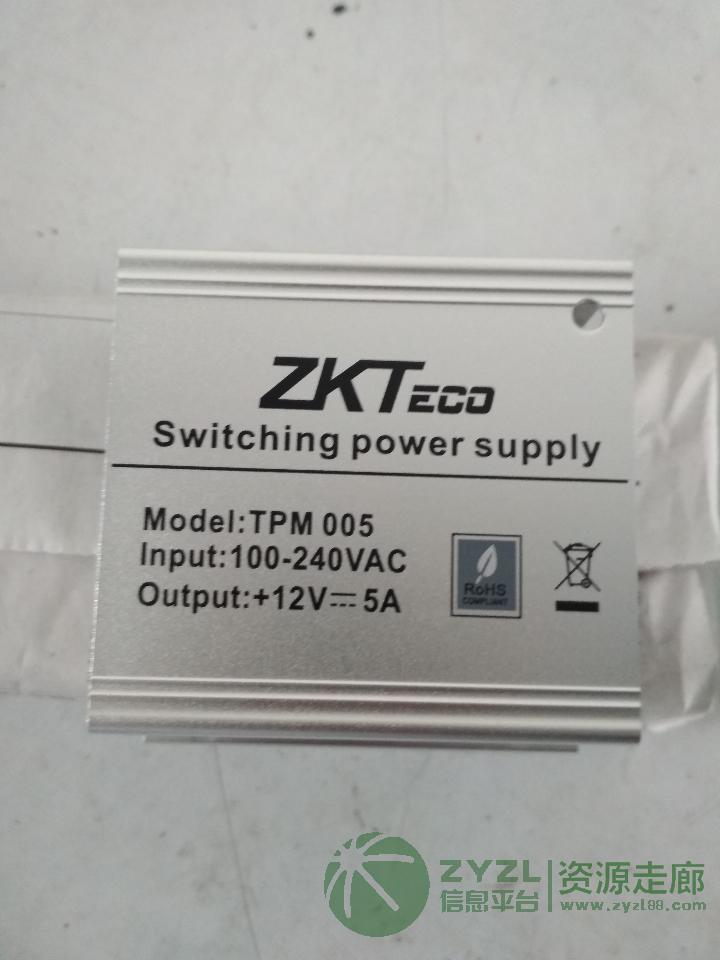 ZKTECO
Switching power supply
Model:TPM 005
Input:100-240VAC
Output:+12V⎓5A
RoHS
COMPLIANT
ZYZL
信息平台
资源走廊
www.zyzl88.com